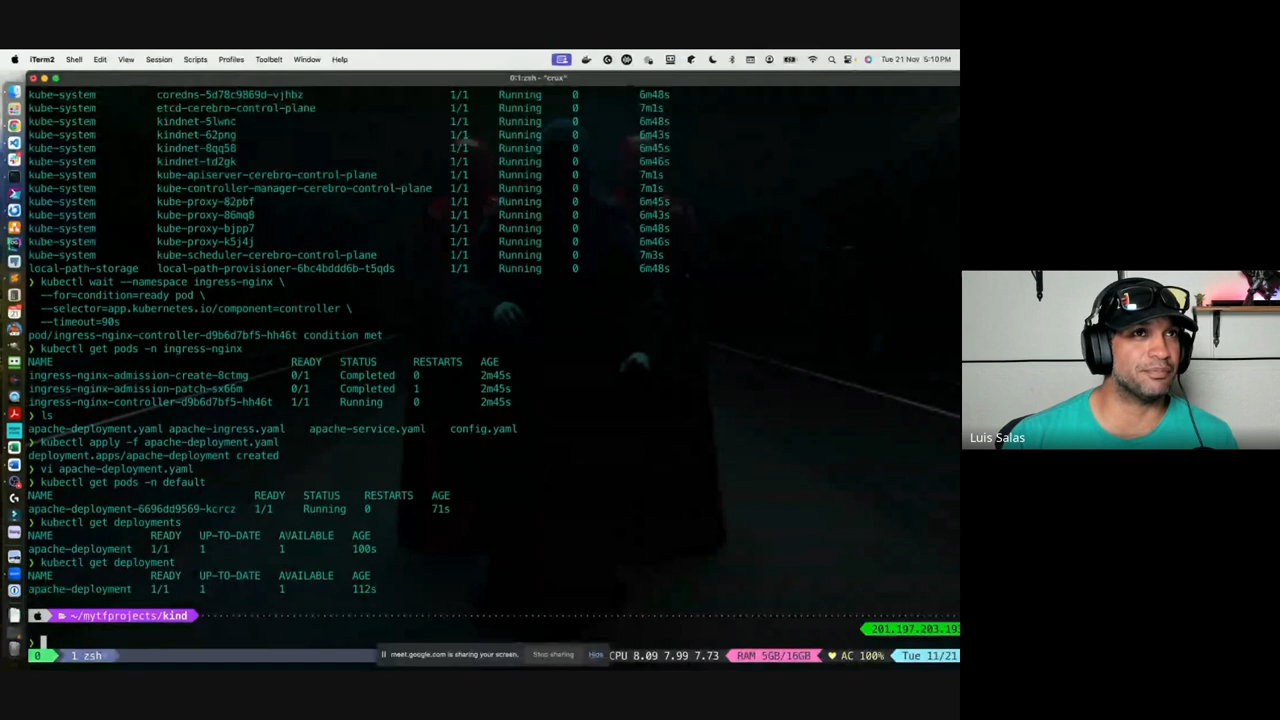 iTerm2 Shell Edit View Session Scripts Profiles Toolbelt Window Help Tue 21 Nov 5:10 PM
0:1:zsh - "crux"
kube-system coredns-5d78c9869d-vjhbz 1/1 Running 0 6m48s
kube-system etcd-cerebro-control-plane 1/1 Running 0 7m1s
kube-system kindnet-5lwnc 1/1 Running 0 6m48s
kube-system kindnet-62png 1/1 Running 0 6m43s
kube-system kindnet-8qq58 1/1 Running 0 6m45s
kube-system kindnet-td2gk 1/1 Running 0 6m46s
kube-system kube-apiserver-cerebro-control-plane 1/1 Running 0 7m1s
kube-system kube-controller-manager-cerebro-control-plane 1/1 Running 0 7m1s
kube-system kube-proxy-82pbf 1/1 Running 0 6m45s
kube-system kube-proxy-86mq8 1/1 Running 0 6m43s
kube-system kube-proxy-bjpp7 1/1 Running 0 6m48s
kube-system kube-proxy-k5j4j 1/1 Running 0 6m46s
kube-system kube-scheduler-cerebro-control-plane 1/1 Running 0 7m3s
local-path-storage local-path-provisioner-6bc4bddd6b-t5qds 1/1 Running 0 6m48s
❯ kubectl wait --namespace ingress-nginx \
--for=condition=ready pod \
--selector=app.kubernetes.io/component=controller \
--timeout=90s
pod/ingress-nginx-controller-d9b6d7bf5-hh46t condition met
❯ kubectl get pods -n ingress-nginx
NAME READY STATUS RESTARTS AGE
ingress-nginx-admission-create-8ctmg 0/1 Completed 0 2m45s
ingress-nginx-admission-patch-sx66m 0/1 Completed 1 2m45s
ingress-nginx-controller-d9b6d7bf5-hh46t 1/1 Running 0 2m45s
❯ ls
apache-deployment.yaml apache-ingress.yaml apache-service.yaml config.yaml
❯ kubectl apply -f apache-deployment.yaml
deployment.apps/apache-deployment created
❯ vi apache-deployment.yaml
❯ kubectl get pods -n default
NAME READY STATUS RESTARTS AGE
apache-deployment-6696dd9569-kcrcz 1/1 Running 0 71s
❯ kubectl get deployments
NAME READY UP-TO-DATE AVAILABLE AGE
apache-deployment 1/1 1 1 100s
❯ kubectl get deployment
NAME READY UP-TO-DATE AVAILABLE AGE
apache-deployment 1/1 1 1 112s
~/mytfprojects/kind
201.197.203.193
❯
0 1 zsh meet.google.com is sharing your screen. Stop sharing Hide CPU 8.09 7.99 7.73 RAM 5GB/16GB ♥ AC 100% Tue 11/21
Luis Salas